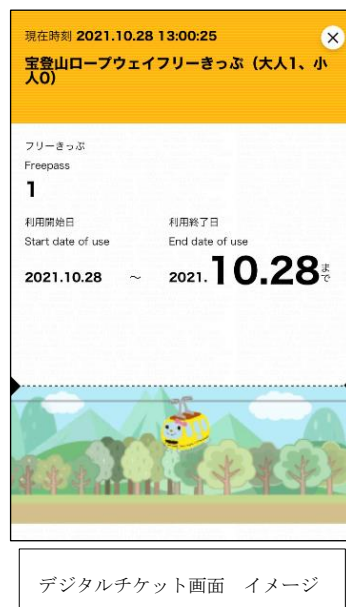 現在時刻 2021.10.28 13:00:25
宝登山ロープウェイフリーきっぷ（大人1、小
人0）
フリーきっぷ
Freepass
1
利用開始日 利用終了日
Start date of use End date of use
2021.10.28 ～ 2021.10.28まで
デジタルチケット画面　イメージ